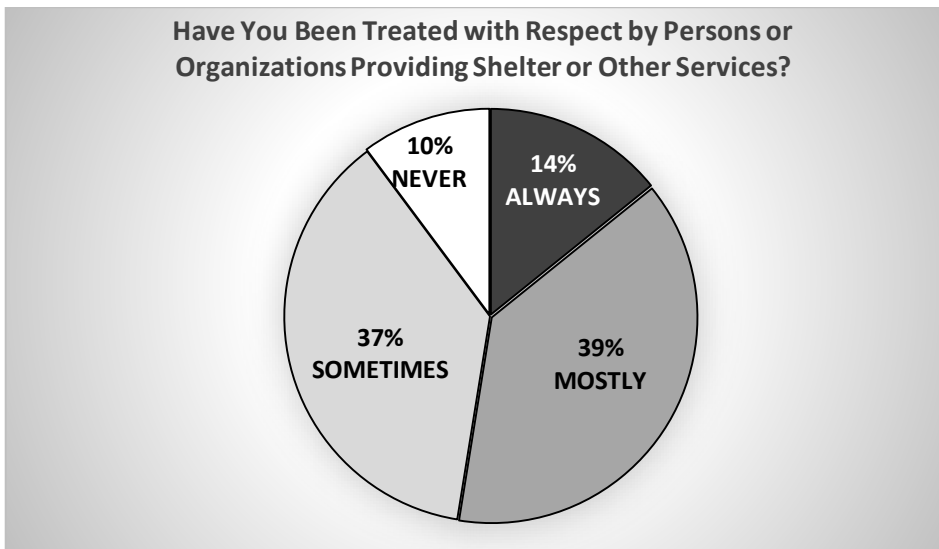 Have You Been Treated with Respect by Persons or
Organizations Providing Shelter or Other Services?
10%
NEVER
14%
ALWAYS
37%
SOMETIMES
39%
MOSTLY